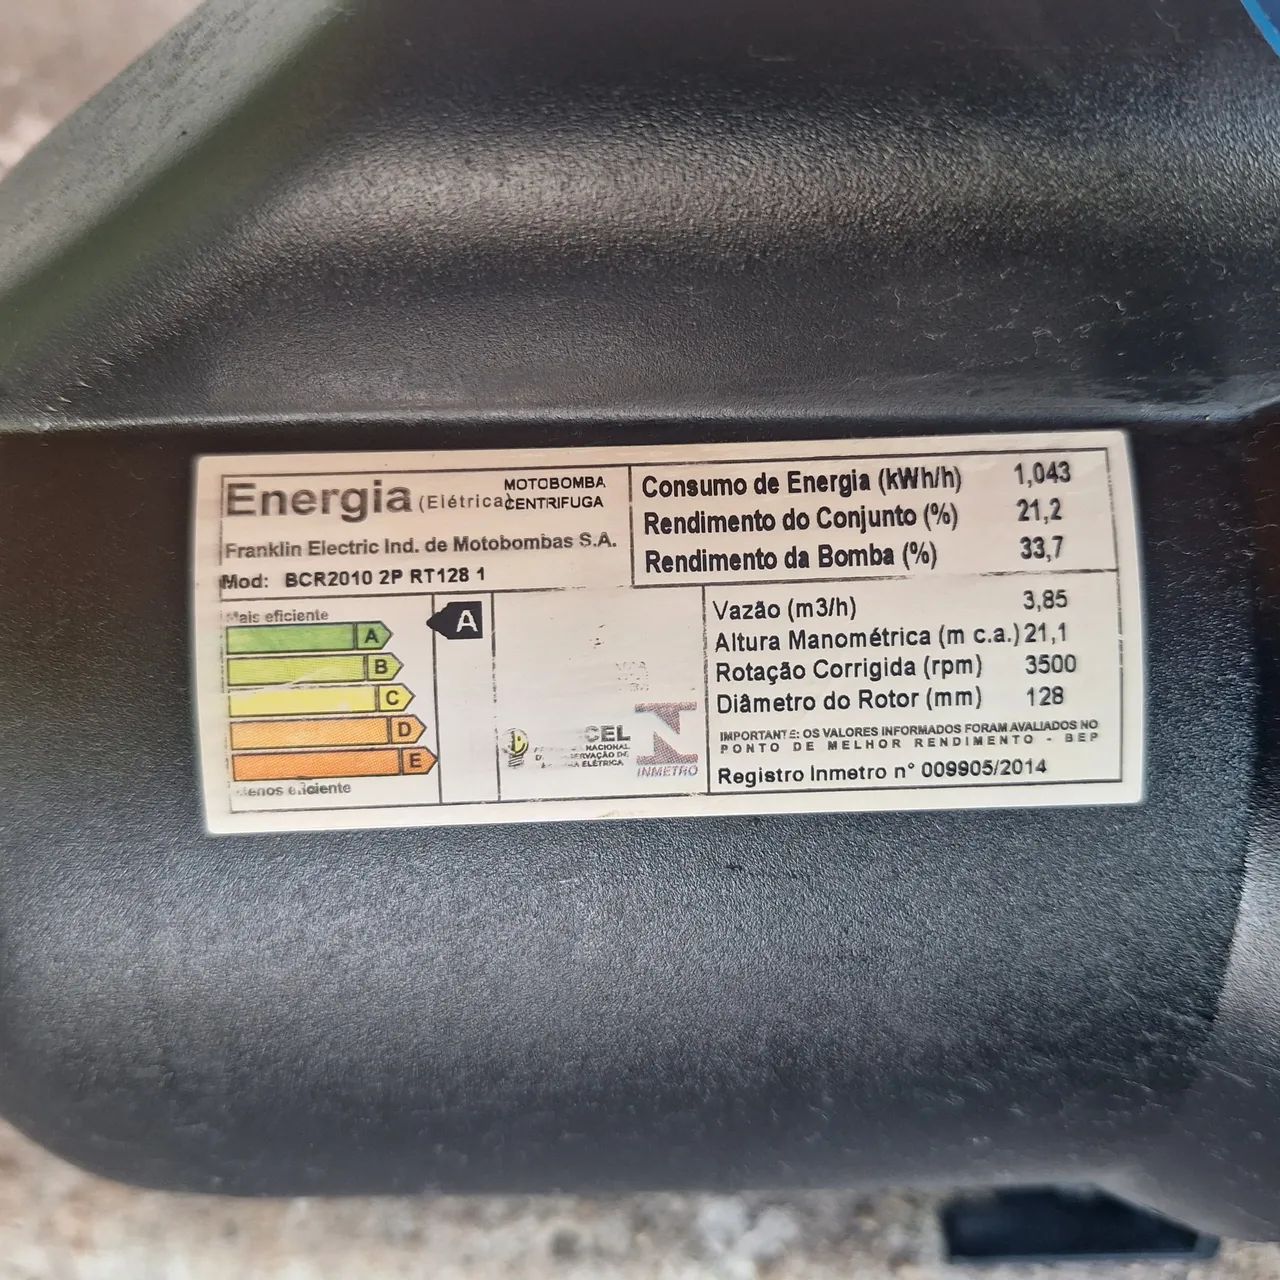 Energia (Elétrica) MOTOBOMBA CENTRIFUGA
Franklin Electric Ind. de Motobombas S.A.
Mod: BCR2010 2P RT128 1
Consumo de Energia (kWh/h) 1,043
Rendimento do Conjunto (%) 21,2
Rendimento da Bomba (%) 33,7
Mais eficiente
A
B
C
D
E
Menos eficiente
A
CEL
NACIONAL
ELÉTRICA
INMETRO
Vazão (m3/h) 3,85
Altura Manométrica (m c.a.) 21,1
Rotação Corrigida (rpm) 3500
Diâmetro do Rotor (mm) 128
IMPORTANTE: OS VALORES INFORMADOS FORAM AVALIADOS NO
PONTO DE MELHOR RENDIMENTO - BEP
Registro Inmetro n° 009905/2014